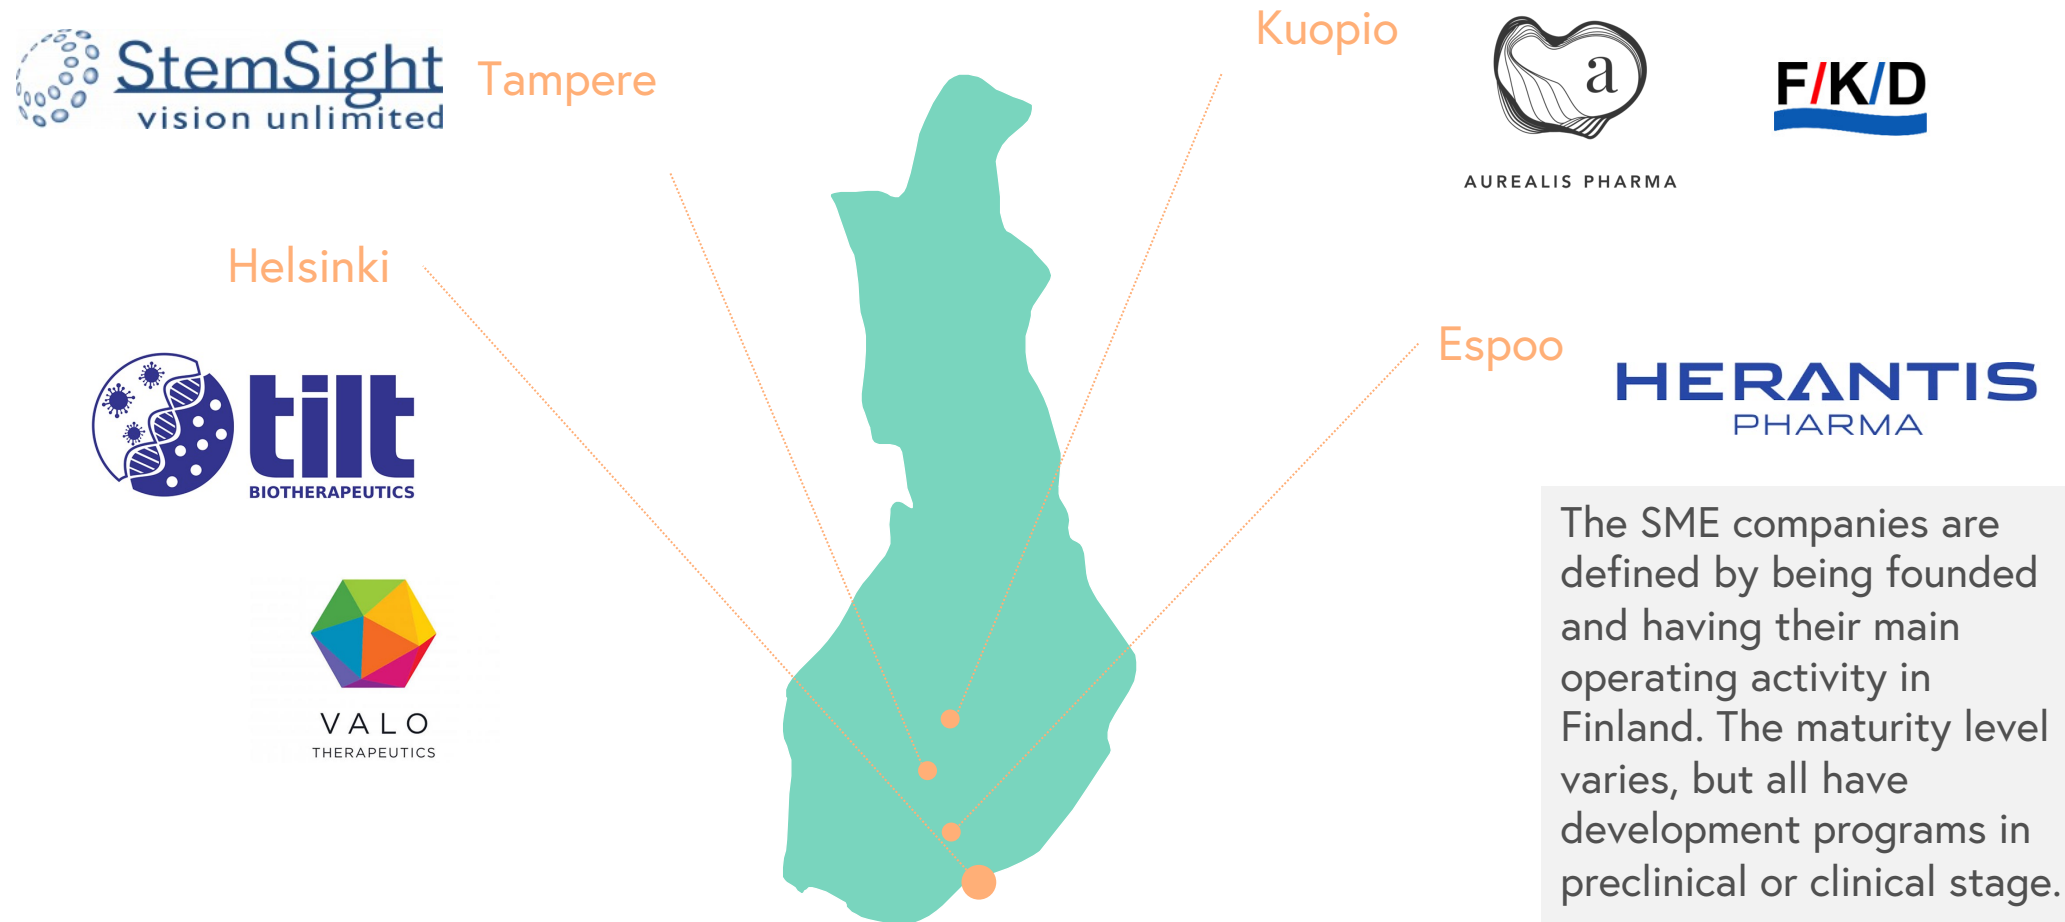 StemSight
vision unlimited
Tampere
Kuopio
a
AUREALIS PHARMA
F/K/D
Helsinki
tilt
BIOTHERAPEUTICS
VALO
THERAPEUTICS
Espoo
HERANTIS
PHARMA
The SME companies are
defined by being founded
and having their main
operating activity in
Finland. The maturity level
varies, but all have
development programs in
preclinical or clinical stage.